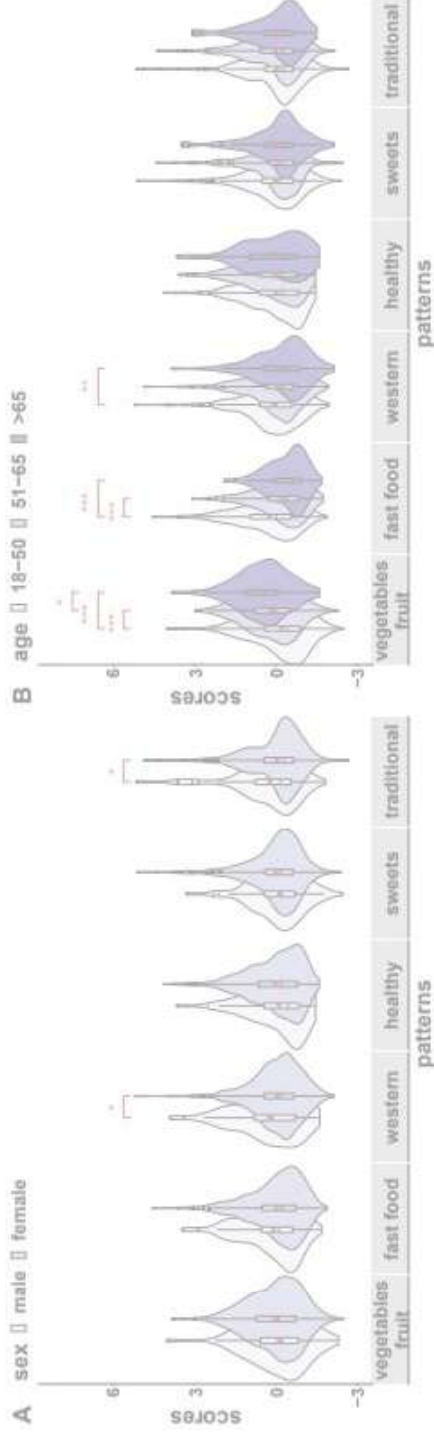 A
sex male female
6
3
0
−3
scores
vegetables fruit
fast food
western
healthy
sweets
traditional
patterns
*
*
B
age 18−50 51−65 >65
6
3
0
−3
scores
vegetables fruit
fast food
western
healthy
sweets
traditional
patterns
*
***
***
***
***
**